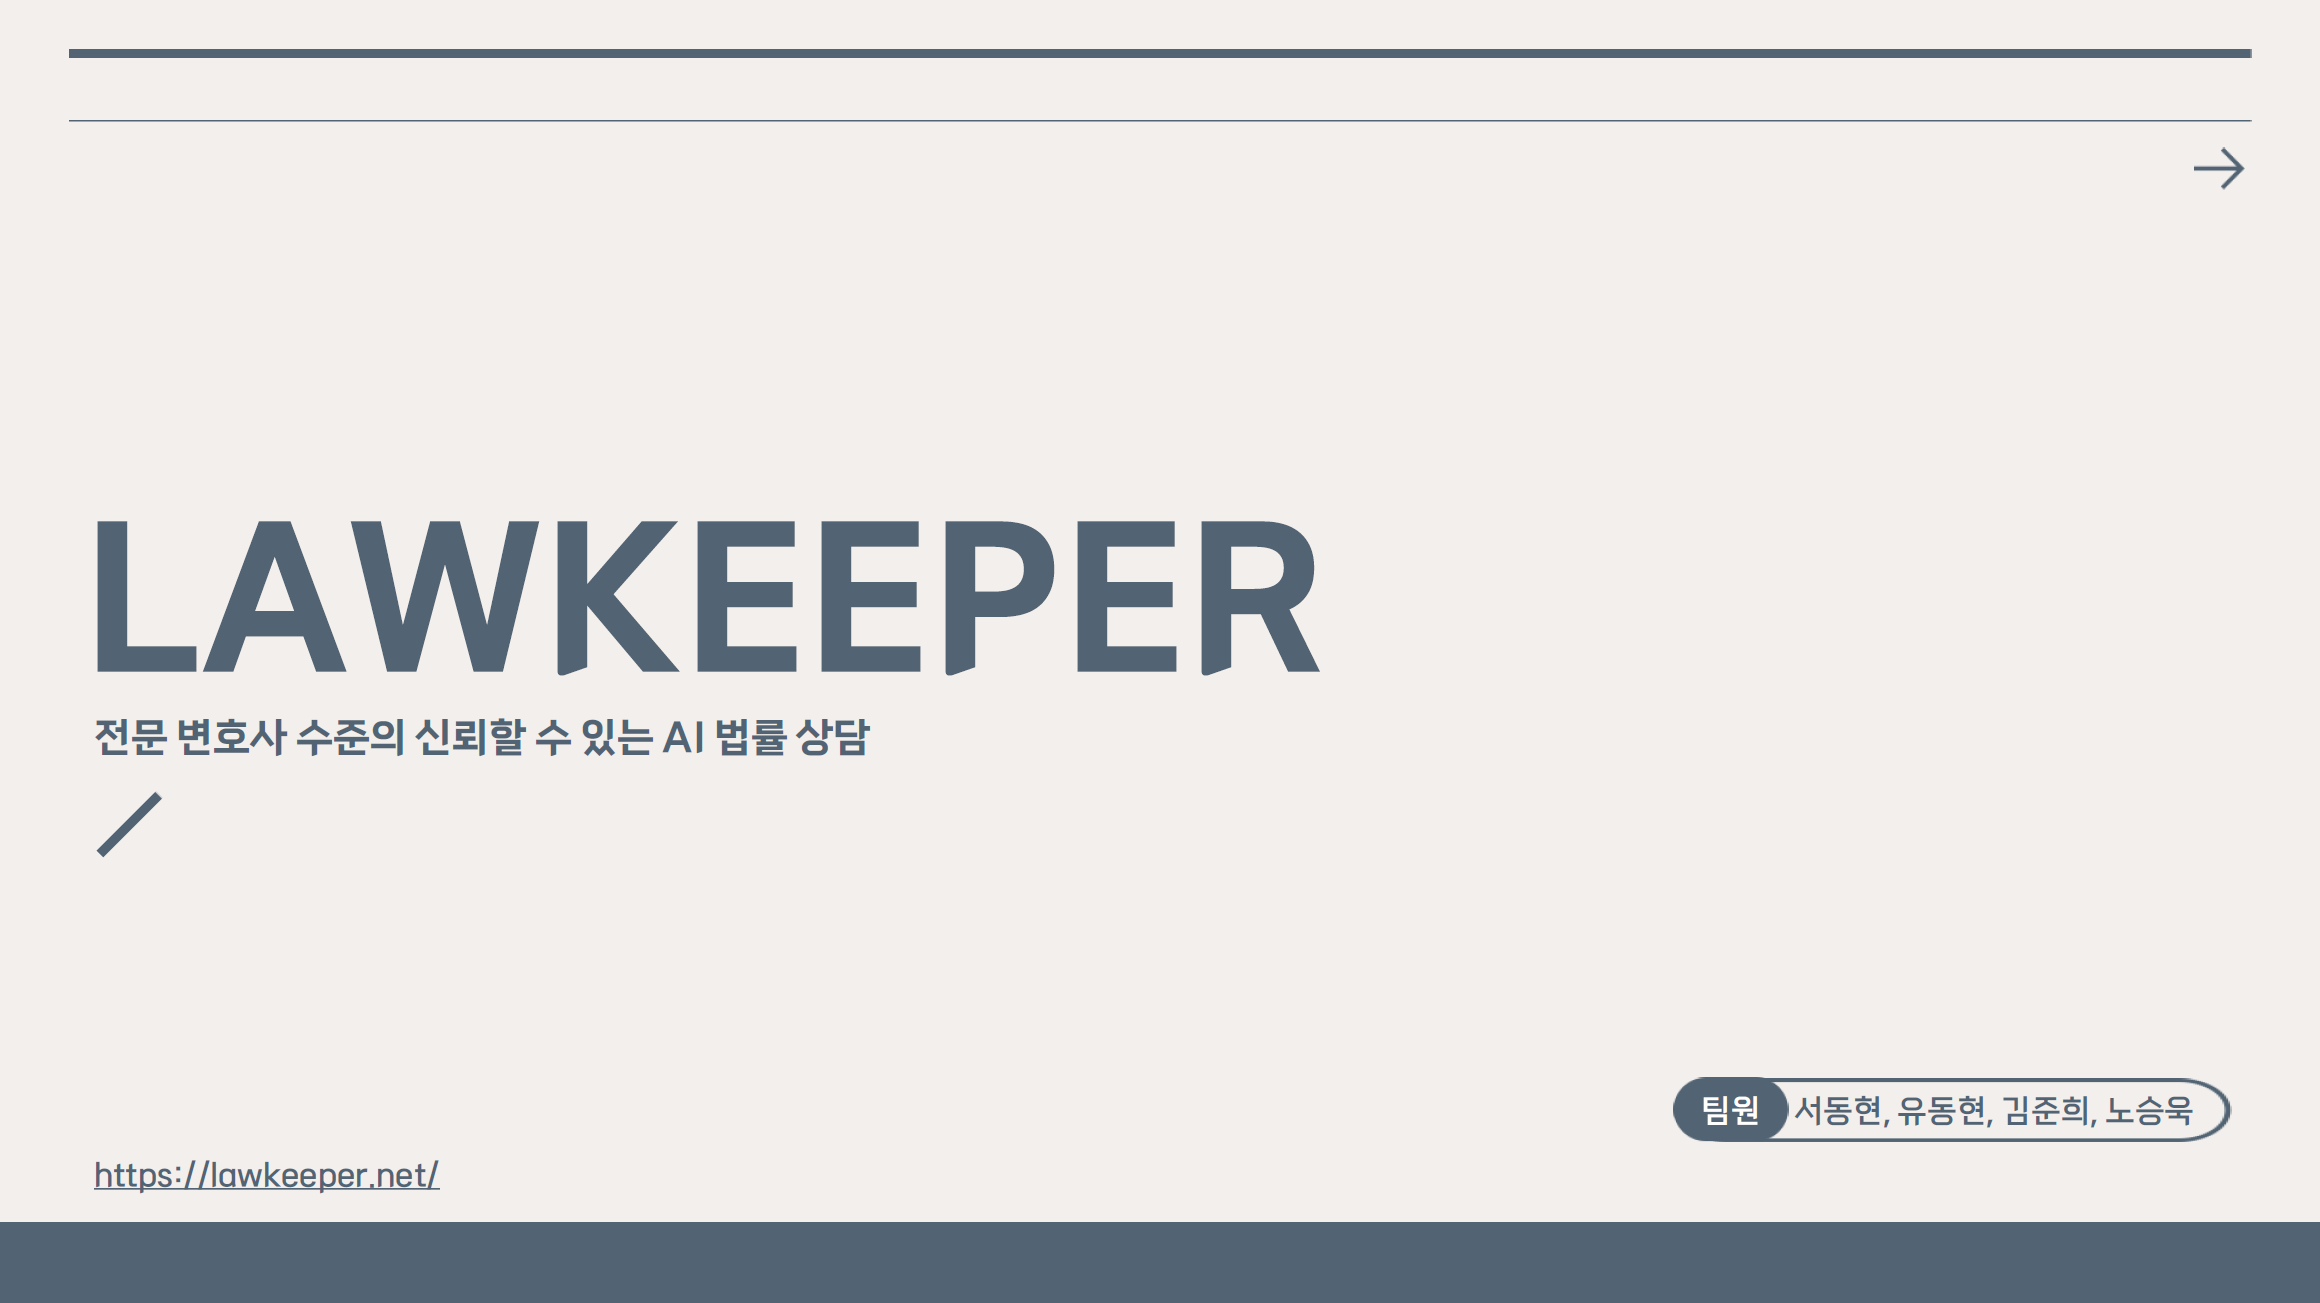 LAWKEEPER
전문 변호사 수준의 신뢰할 수 있는 AI 법률 상담
팀원 서동현, 유동현, 김준희, 노승욱
https://lawkeeper.net/